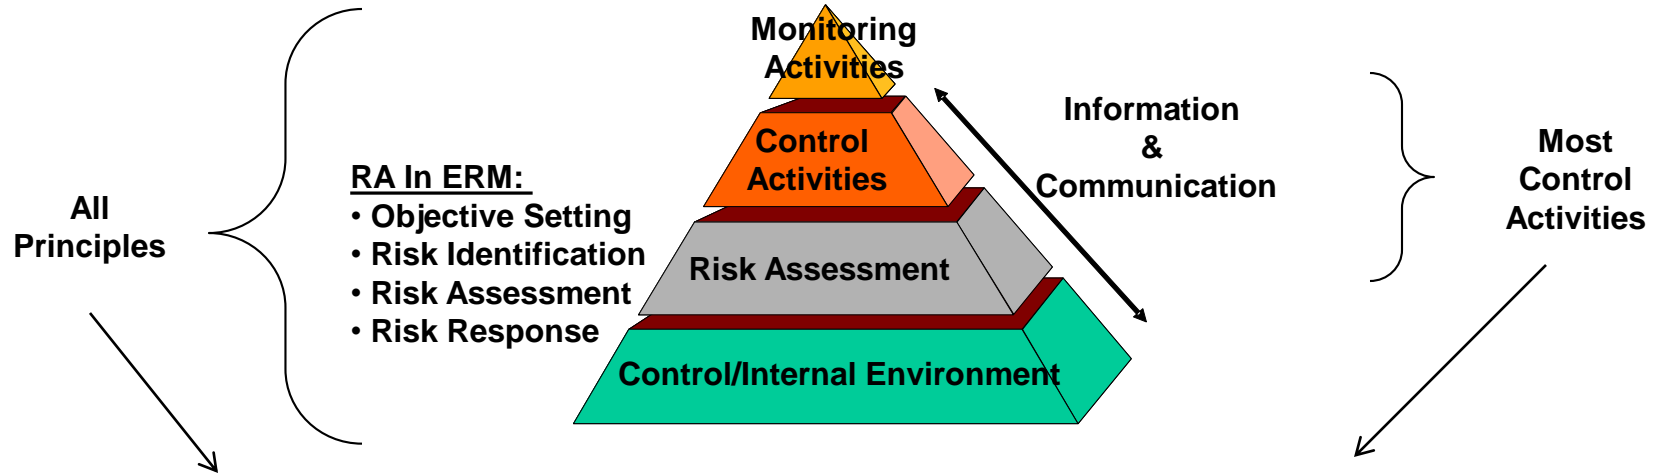 All
Principles
RA In ERM:
• Objective Setting
• Risk Identification
• Risk Assessment
• Risk Response
Monitoring
Activities
Control
Activities
Risk Assessment
Control/Internal Environment
Information
&
Communication
Most
Control
Activities